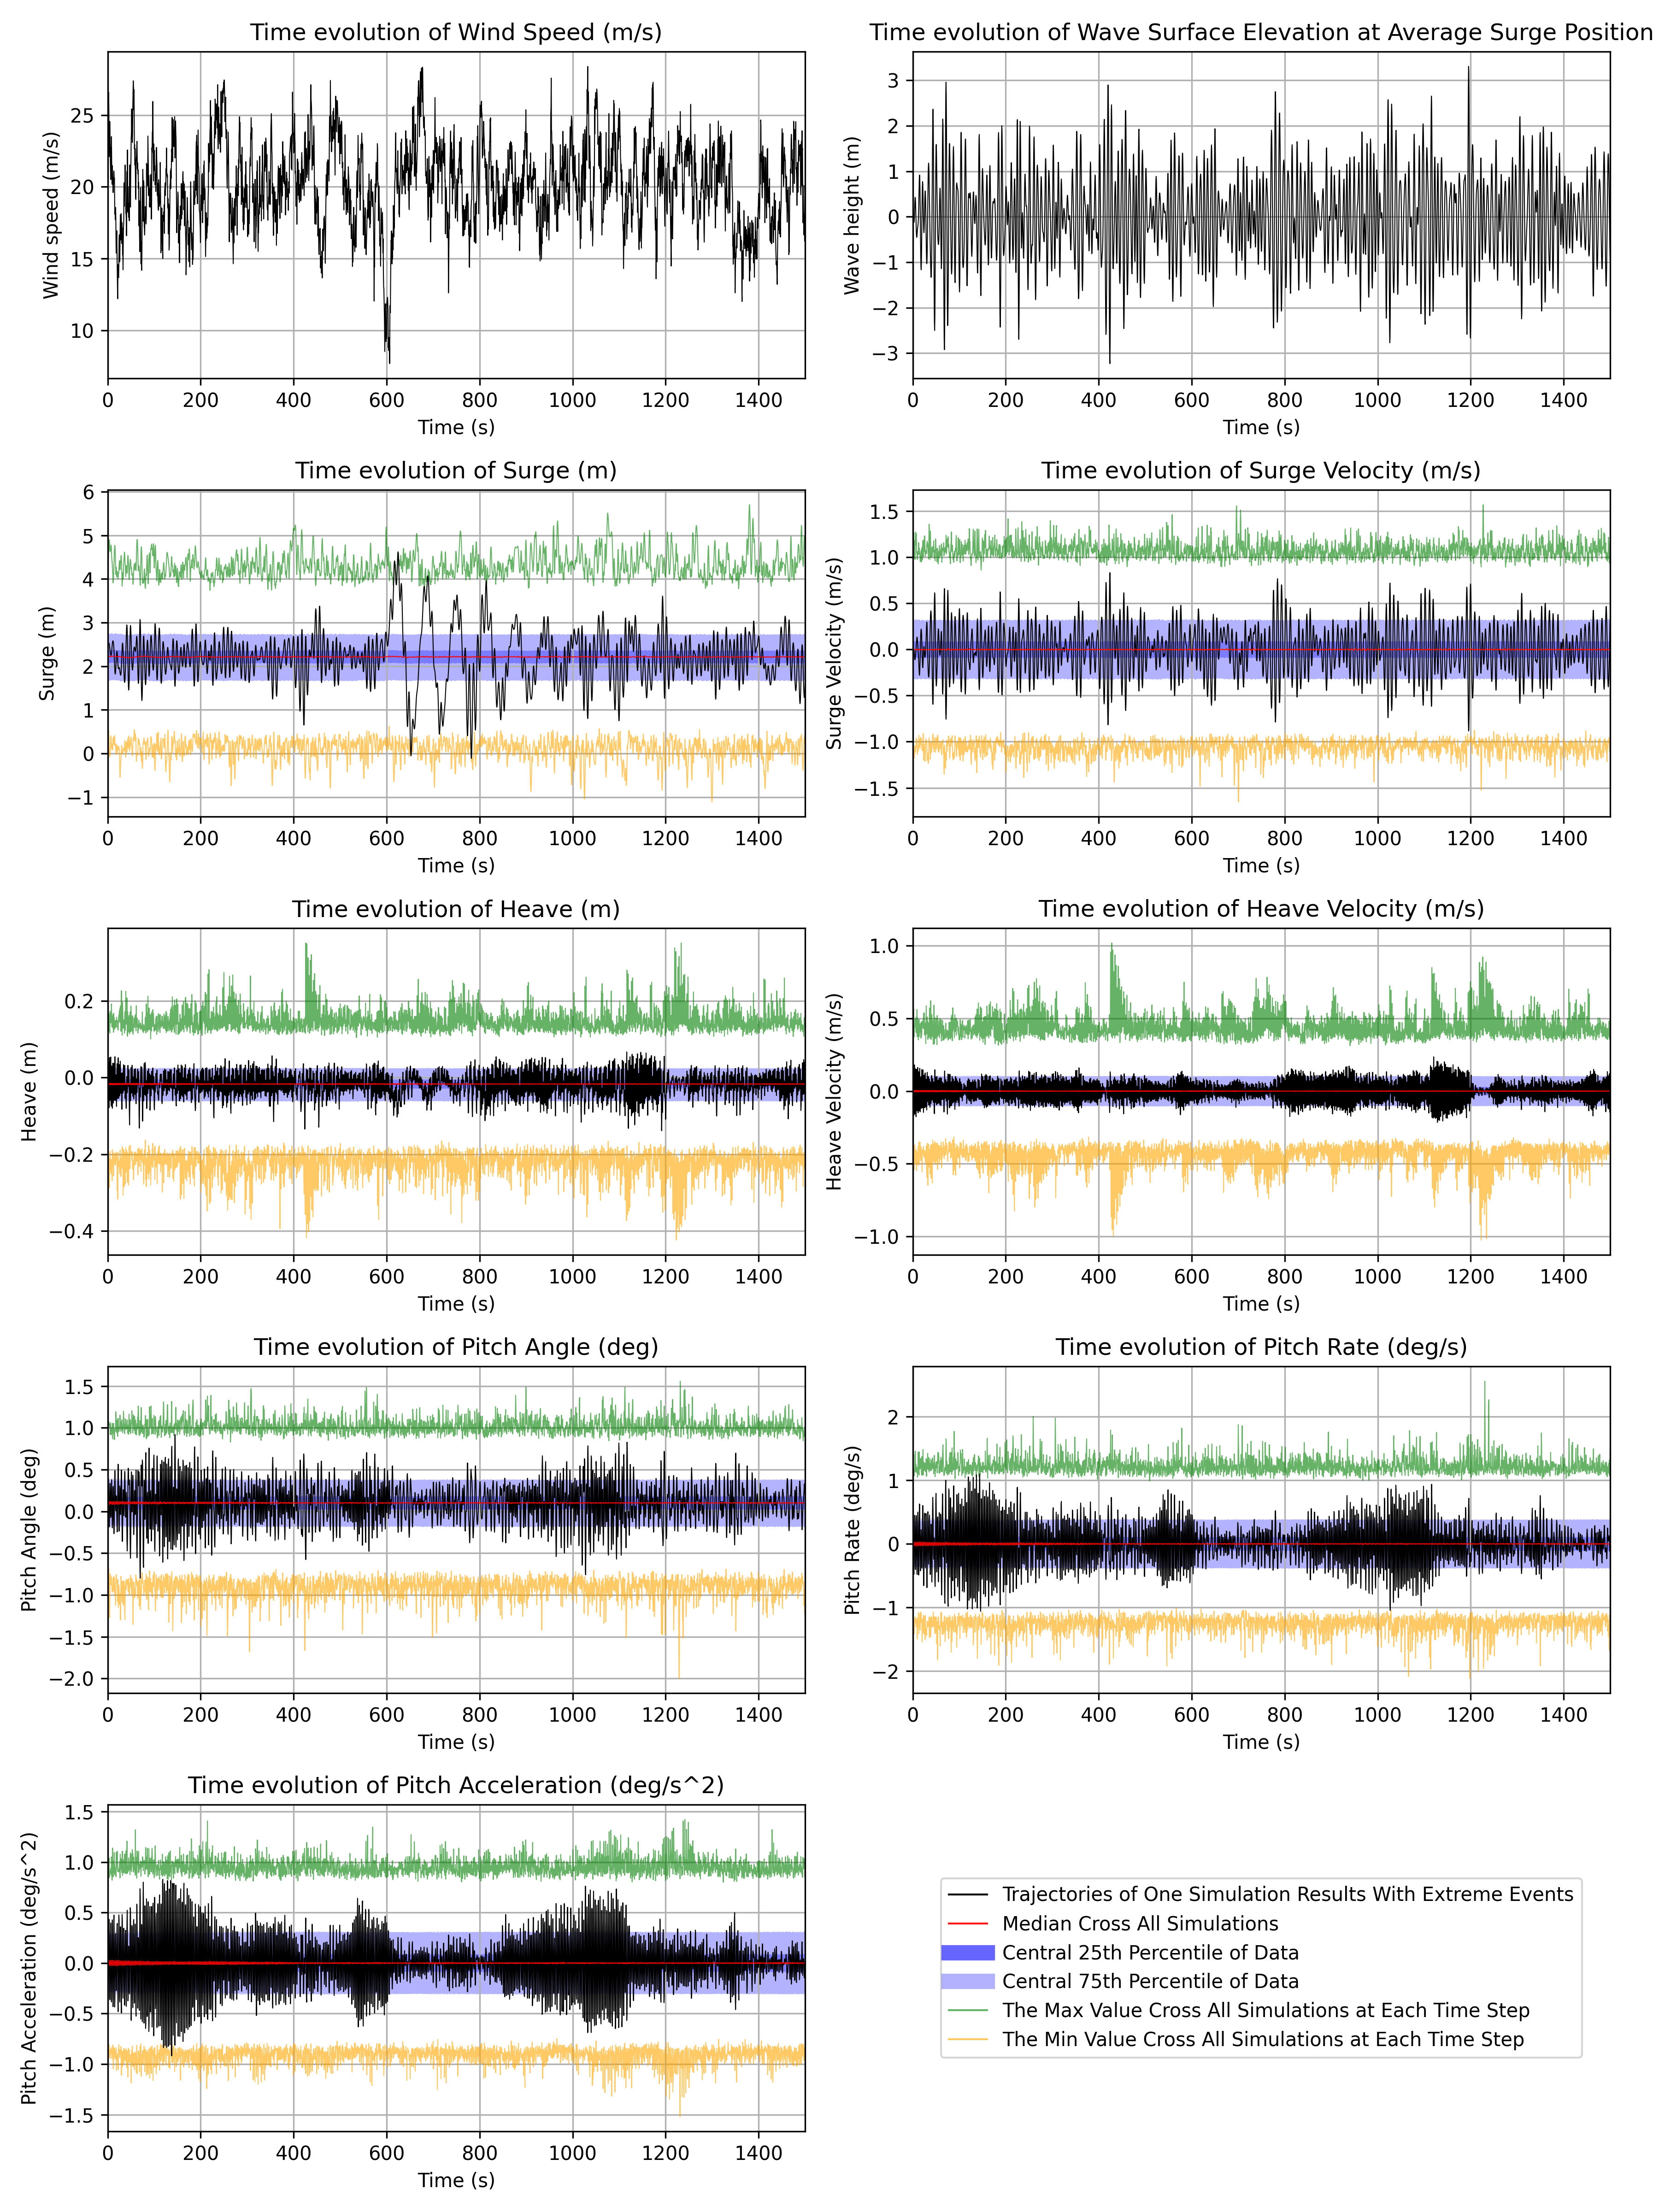 Time evolution of Wind Speed (m/s)
Wind speed (m/s)
25
20
15
10
0 200 400 600 800 1000 1200 1400
Time (s)
Time evolution of Wave Surface Elevation at Average Surge Position
Wave height (m)
3
2
1
0
−1
−2
−3
0 200 400 600 800 1000 1200 1400
Time (s)
Time evolution of Surge (m)
Surge (m)
6
5
4
3
2
1
0
−1
0 200 400 600 800 1000 1200 1400
Time (s)
Time evolution of Surge Velocity (m/s)
Surge Velocity (m/s)
1.5
1.0
0.5
0.0
−0.5
−1.0
−1.5
0 200 400 600 800 1000 1200 1400
Time (s)
Time evolution of Heave (m)
Heave (m)
0.2
0.0
−0.2
−0.4
0 200 400 600 800 1000 1200 1400
Time (s)
Time evolution of Heave Velocity (m/s)
Heave Velocity (m/s)
1.0
0.5
0.0
−0.5
−1.0
0 200 400 600 800 1000 1200 1400
Time (s)
Time evolution of Pitch Angle (deg)
Pitch Angle (deg)
1.5
1.0
0.5
0.0
−0.5
−1.0
−1.5
−2.0
0 200 400 600 800 1000 1200 1400
Time (s)
Time evolution of Pitch Rate (deg/s)
Pitch Rate (deg/s)
2
1
0
−1
−2
0 200 400 600 800 1000 1200 1400
Time (s)
Time evolution of Pitch Acceleration (deg/s^2)
Pitch Acceleration (deg/s^2)
1.5
1.0
0.5
0.0
−0.5
−1.0
−1.5
0 200 400 600 800 1000 1200 1400
Time (s)
Trajectories of One Simulation Results With Extreme Events
Median Cross All Simulations
Central 25th Percentile of Data
Central 75th Percentile of Data
The Max Value Cross All Simulations at Each Time Step
The Min Value Cross All Simulations at Each Time Step